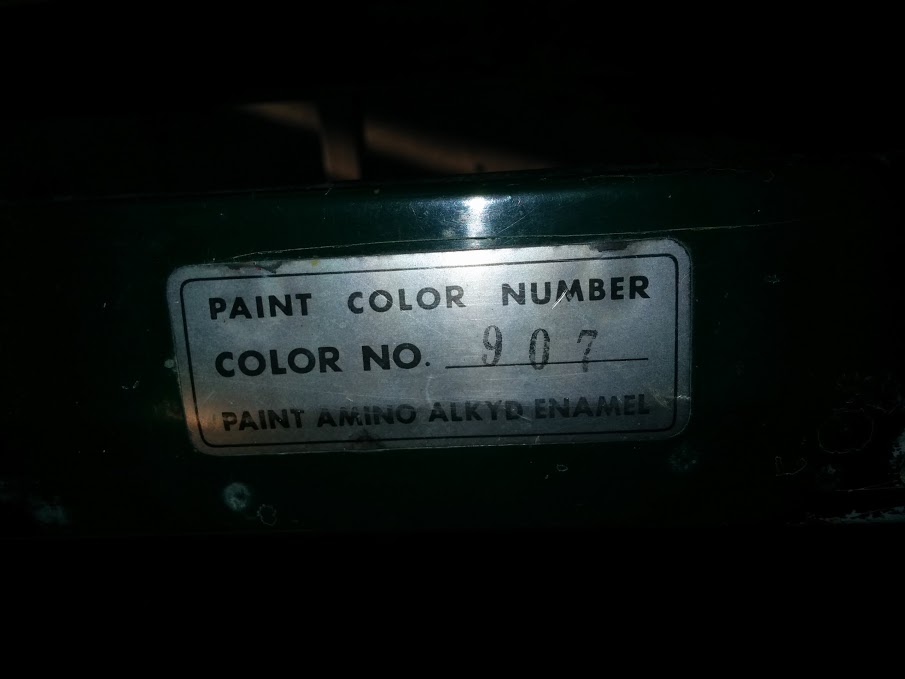 PAINT COLOR NUMBER
COLOR NO. 907
PAINT AMINO ALKYD ENAMEL